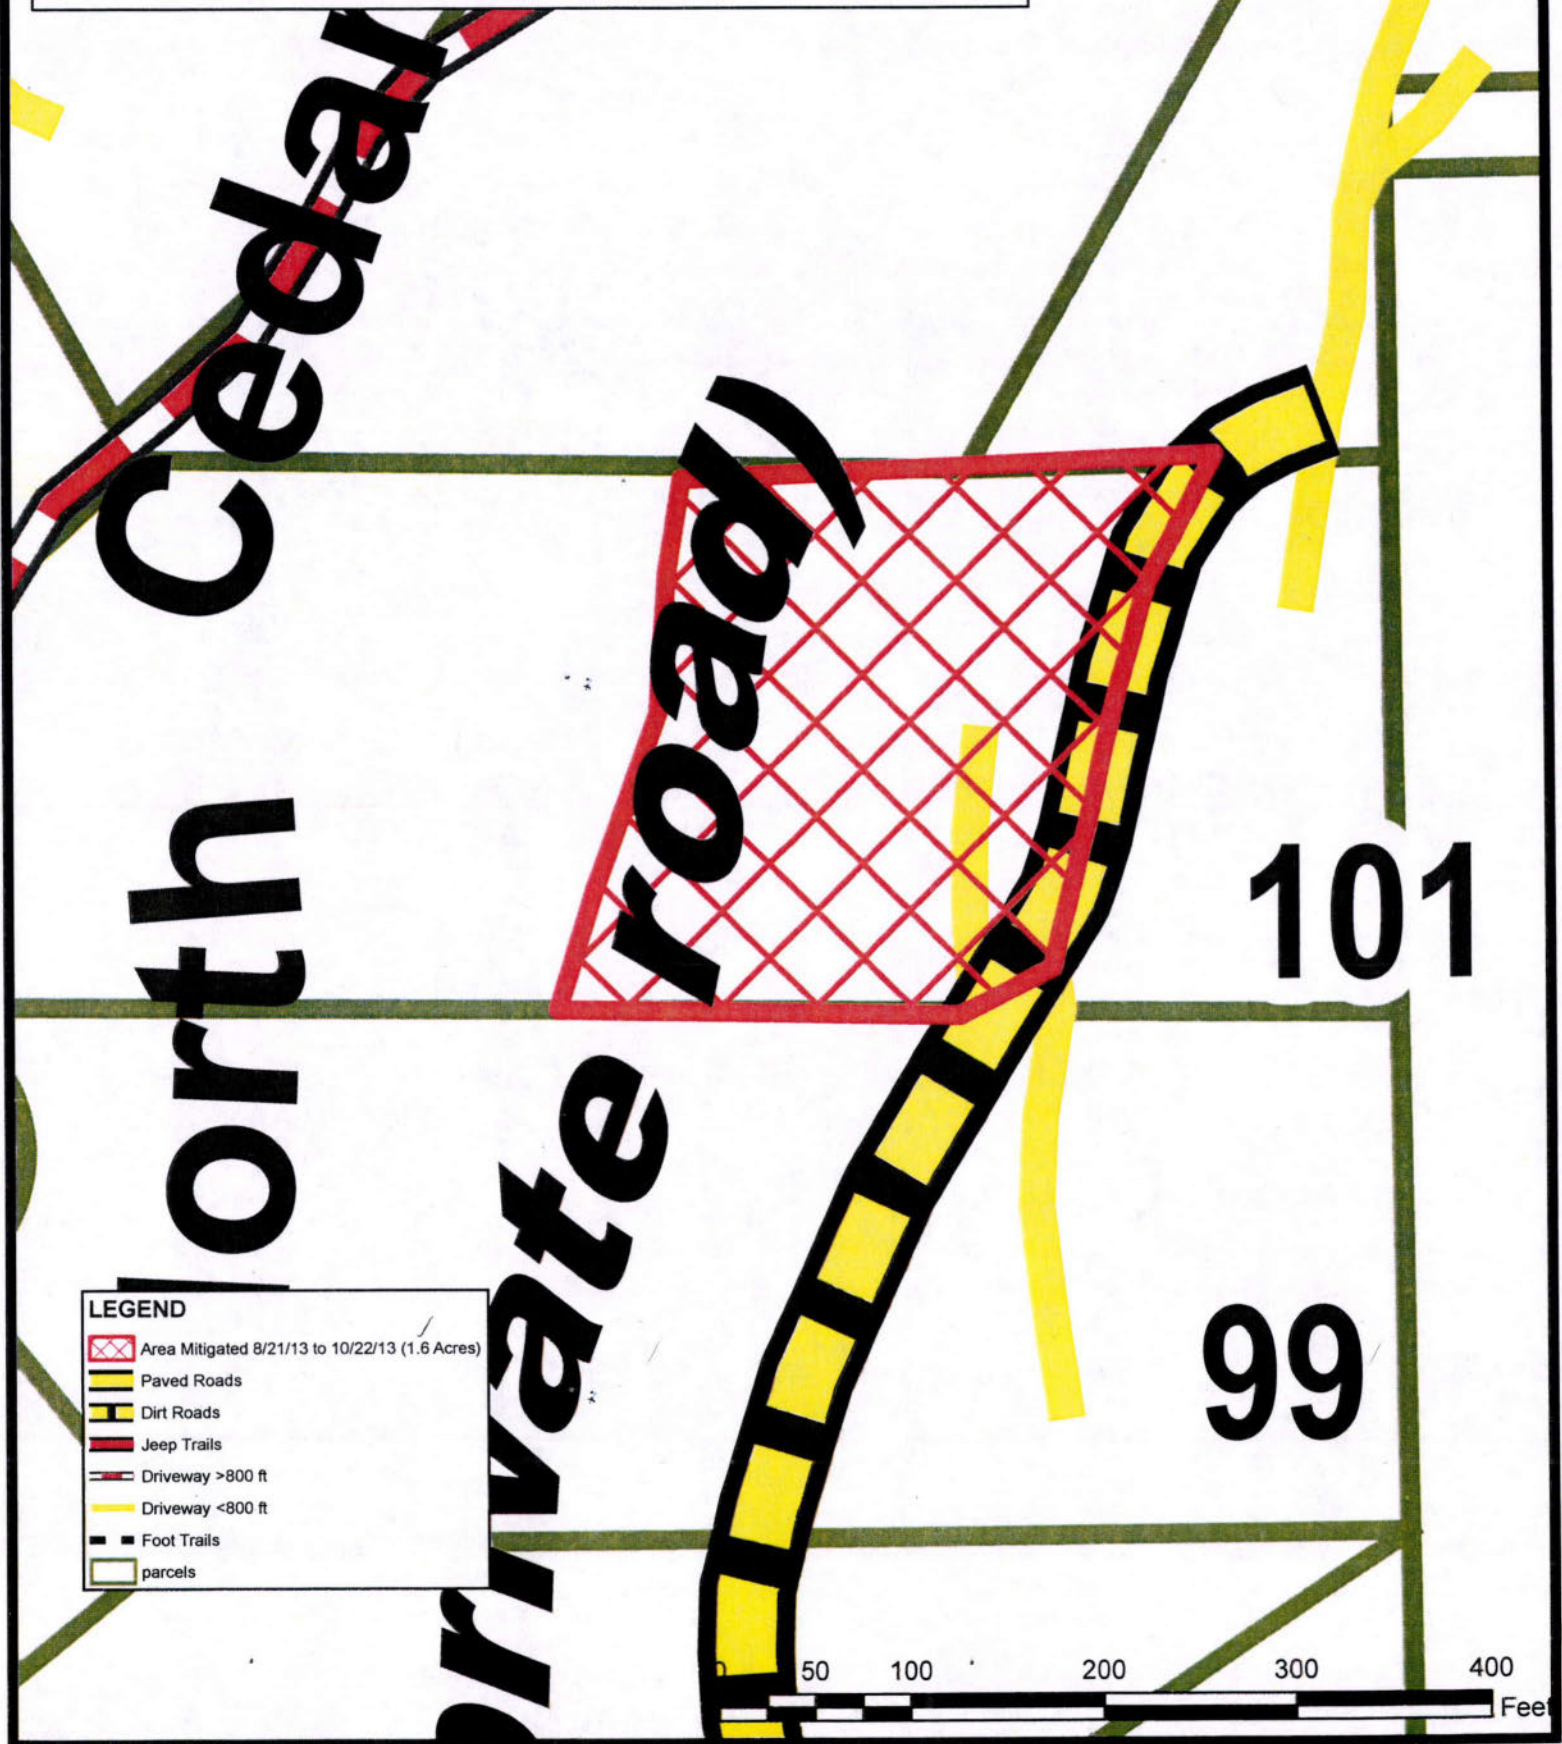 Cedar
road)
101
orth
vate
99
LEGEND
Area Mitigated 8/21/13 to 10/22/13 (1.6 Acres)
Paved Roads
Dirt Roads
Jeep Trails
Driveway >800 ft
Driveway <800 ft
Foot Trails
parcels
0 50 100 200 300 400
Feet